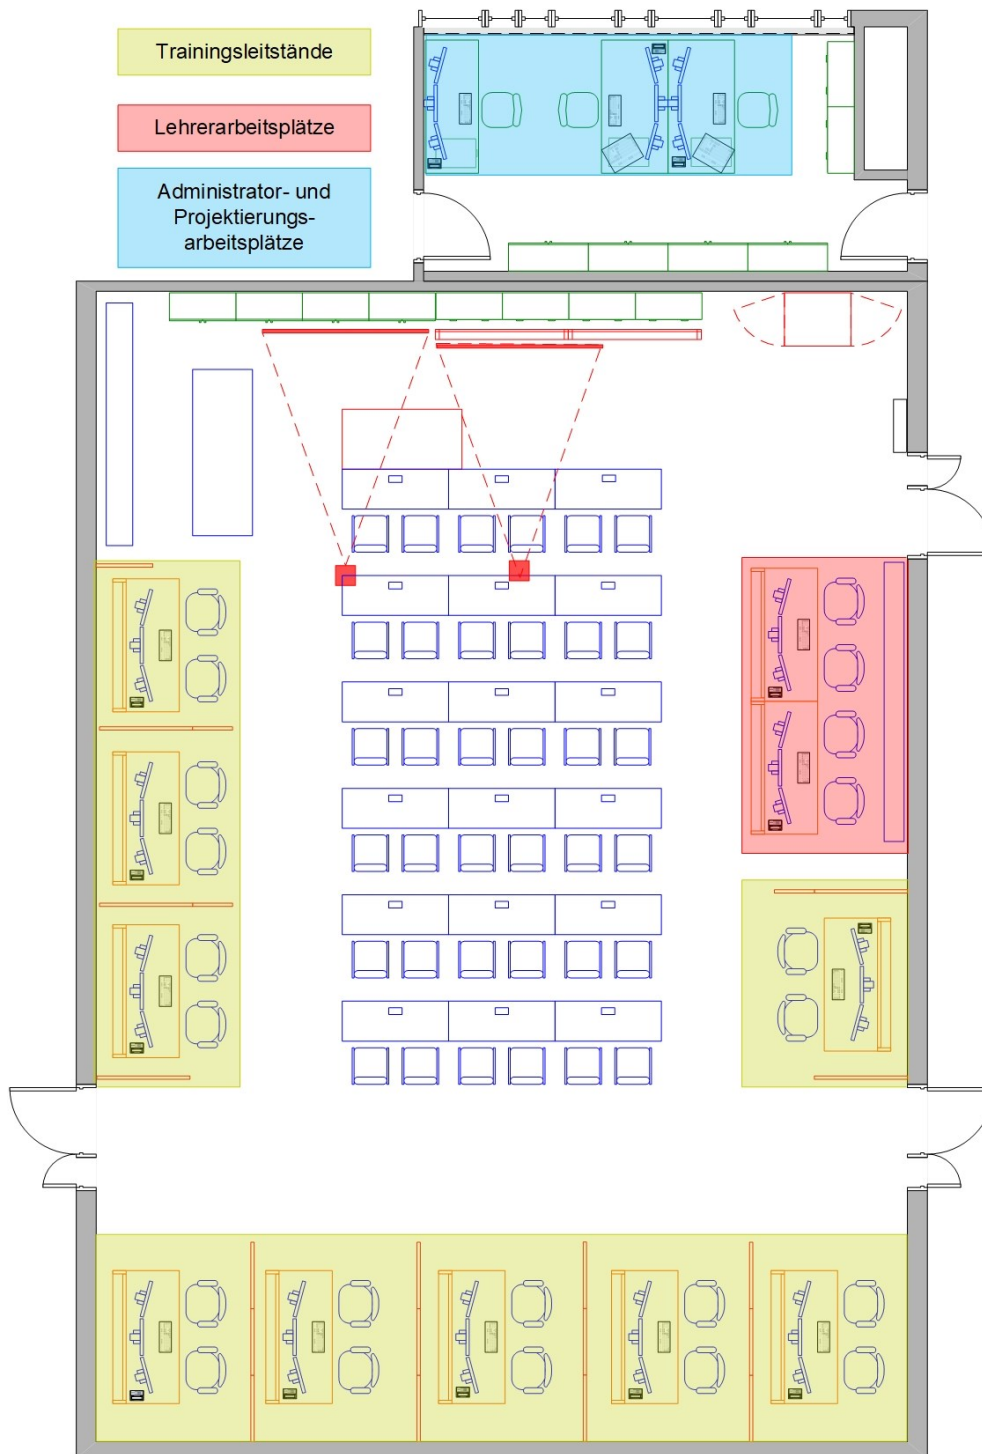 Trainingsleitstände
Lehrerarbeitsplätze
Administrator- und
Projektierungs-
arbeitsplätze